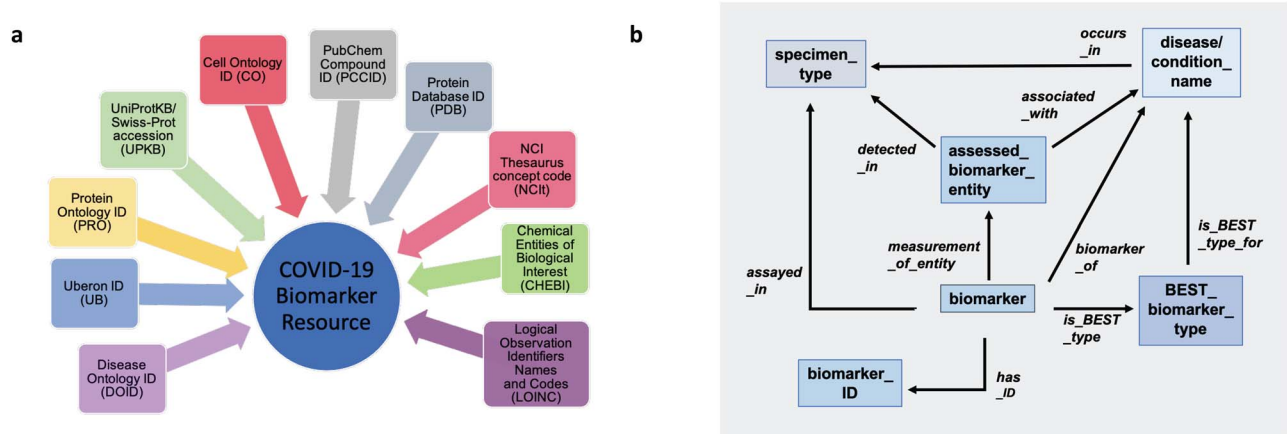 a
Cell Ontology
ID (CO)
PubChem
Compound
ID (PCCID)
Protein
Database ID
(PDB)
UniProtKB/
Swiss-Prot
accession
(UPKB)
NCI
Thesaurus
concept code
(NCIt)
Protein
Ontology ID
(PRO)
Chemical
Entities of
Biological
Interest
(CHEBI)
Uberon ID
(UB)
COVID-19
Biomarker
Resource
Disease
Ontology ID
(DOID)
Logical
Observation
Identifiers
Names
and Codes
(LOINC)
b
specimen_
type
occurs
_in
disease/
condition_
name
associated
_with
detected
_in
assessed_
biomarker_
entity
measurement
_of_entity
biomarker
_of
is_BEST
_type_for
assayed
_in
biomarker
is_BEST
_type
BEST_
biomarker_
type
biomarker_
ID
has
_ID